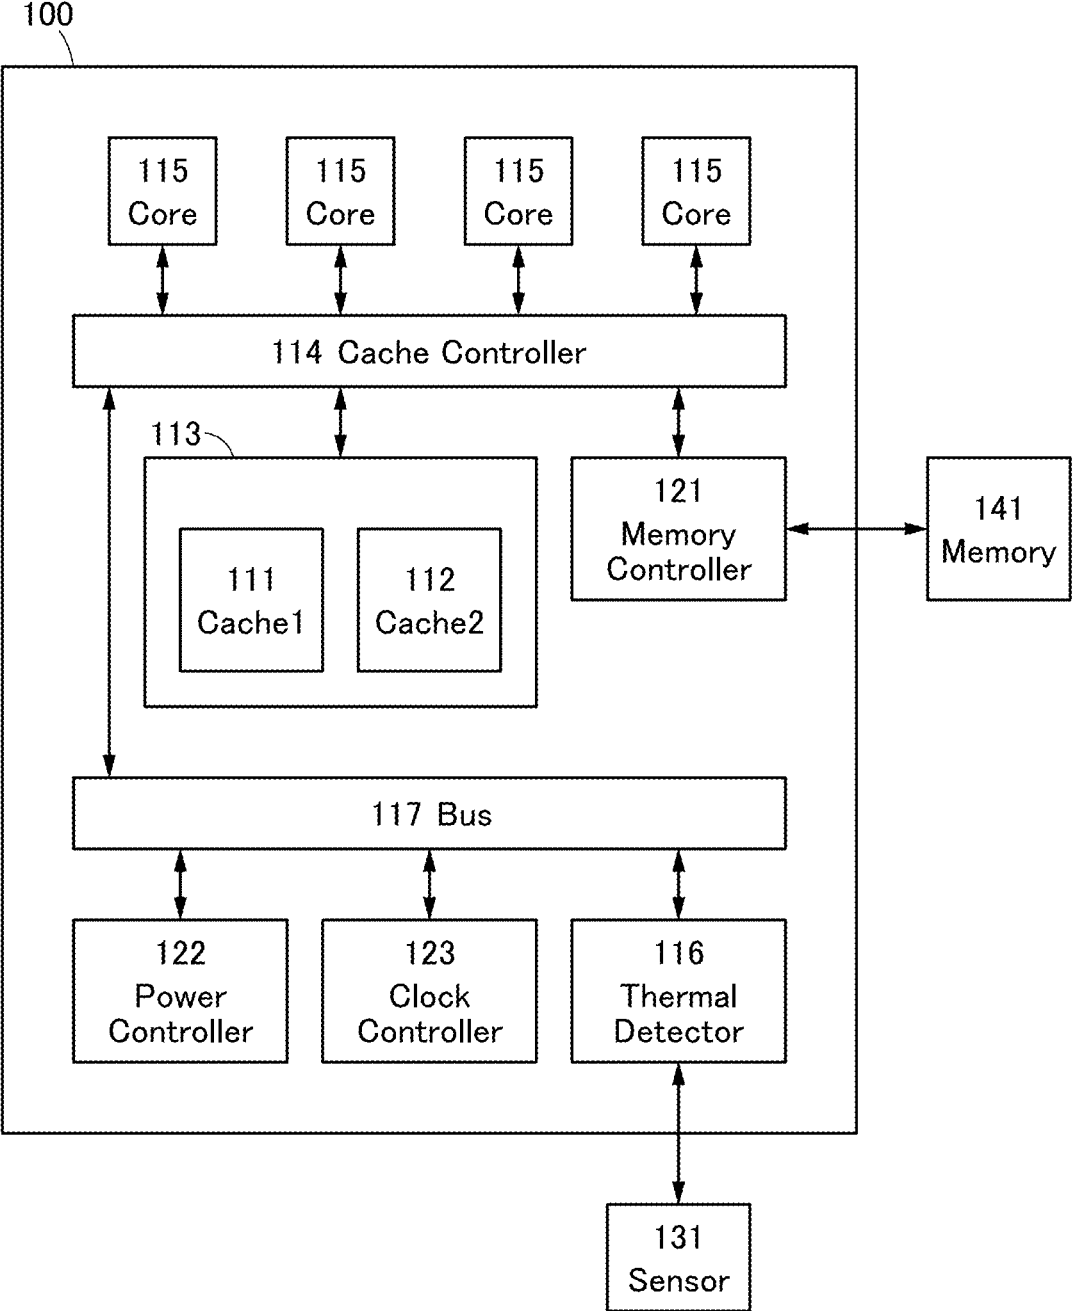 100
115
Core
115
Core
115
Core
115
Core
114 Cache Controller
113
111
Cache1
112
Cache2
121
Memory
Controller
141
Memory
117 Bus
122
Power
Controller
123
Clock
Controller
116
Thermal
Detector
131
Sensor